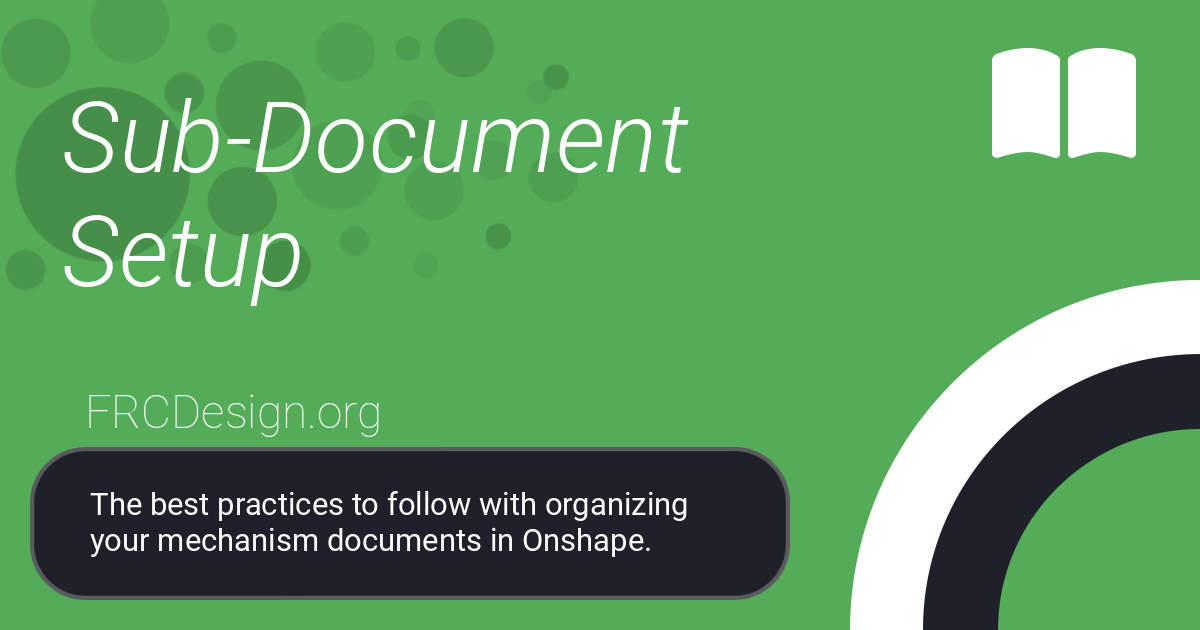 Sub-Document
Setup
FRCDesign.org
The best practices to follow with organizing
your mechanism documents in Onshape.